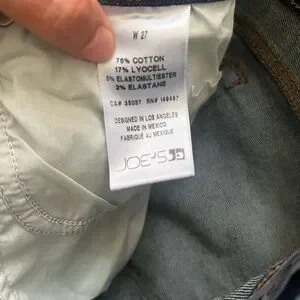 W 27
76% COTTON
17% LYOCELL
5% ELASTOMULTIESTER
2% ELASTANE
CA# 35037 RN# 149497
DESIGNED IN LOS ANGELES
MADE IN MEXICO
FABRIQUÉ AU MEXIQUE
JOE'S